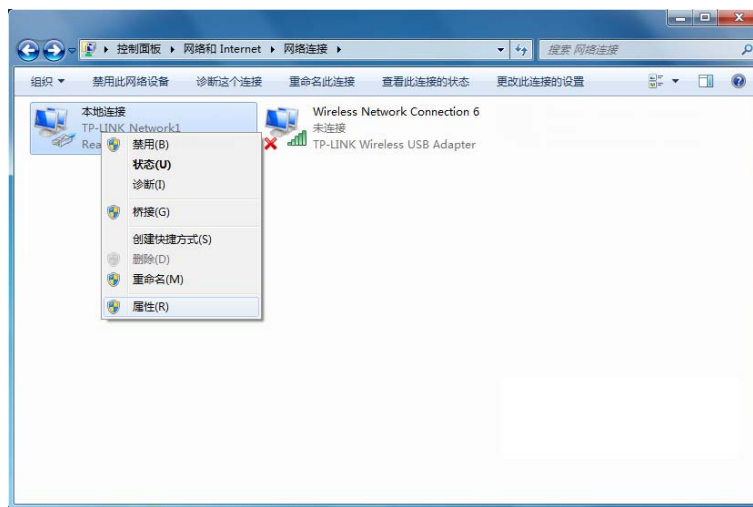 控制面板 ▸ 网络和 Internet ▸ 网络连接 ▸
搜索 网络连接
组织 禁用此网络设备 诊断这个连接 重命名此连接 查看此连接的状态 更改此连接的设置
本地连接
TP-LINK Network1
Rea
禁用(B)
状态(U)
诊断(I)
桥接(G)
创建快捷方式(S)
删除(D)
重命名(M)
属性(R)
Wireless Network Connection 6
未连接
TP-LINK Wireless USB Adapter